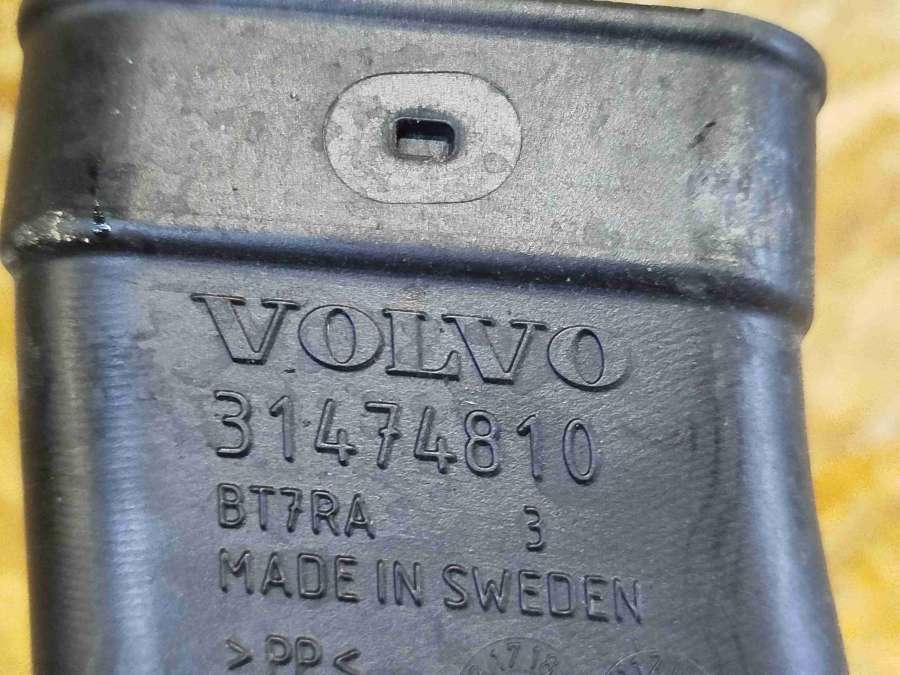 VOLVO
31474810
BT7RA 3
MADE IN SWEDEN
>PP<